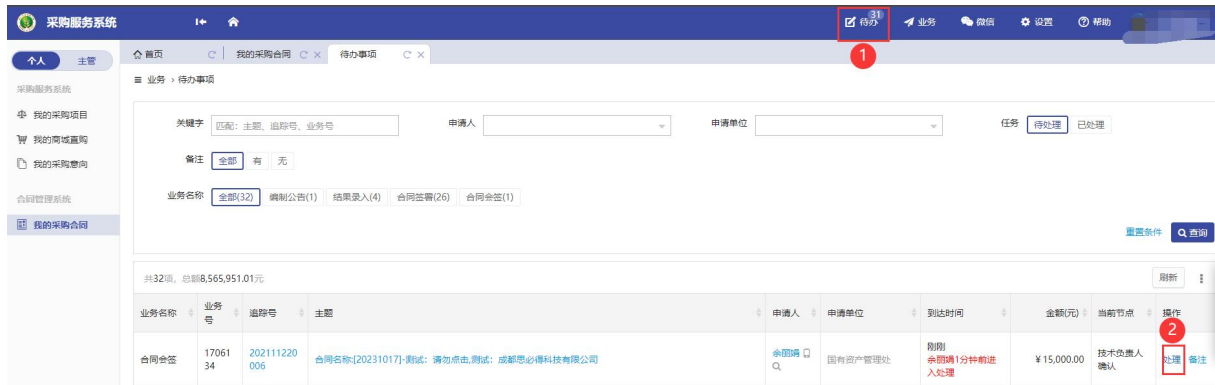 采购服务系统
待办
31
业务
微信
设置
帮助
个人
主管
首页
我的采购合同
待办事项
1
业务 › 待办事项
采购服务系统
我的采购项目
我的商城直购
我的采购意向
合同管理系统
我的采购合同
关键字 匹配：主题、追踪号、业务号 申请人 申请单位 任务 待处理 已处理
备注 全部 有 无
业务名称 全部(32) 编制公告(1) 结果录入(4) 合同签署(26) 合同会签(1)
重置条件 查询
共32项，总额8,565,951.01元 刷新
业务名称 业务号 追踪号 主题 申请人 申请单位 到达时间 金额(元) 当前节点 操作
2
合同会签
17061
34
202111220
006
合同名称:[20231017]-测试：请勿点击,测试：成都思必得科技有限公司
余丽娟
国有资产管理处
刚刚
余丽娟1分钟前进
入处理
¥15,000.00
技术负责人
确认
处理 备注